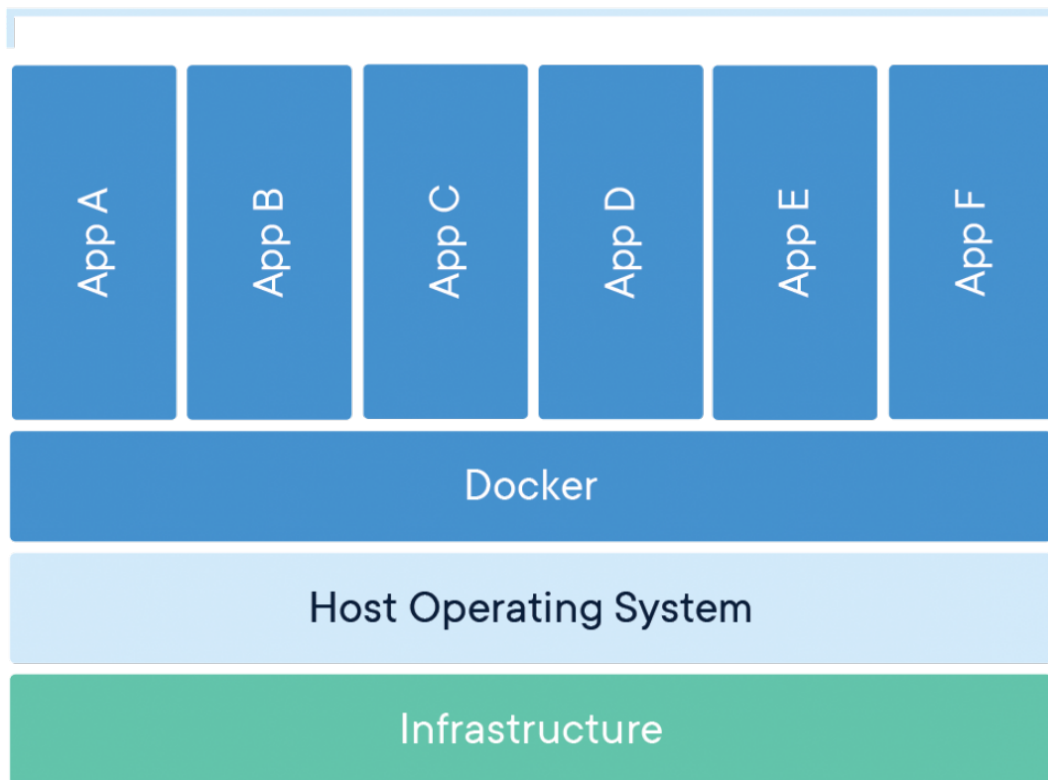 App A
App B
App C
App D
App E
App F
Docker
Host Operating System
Infrastructure